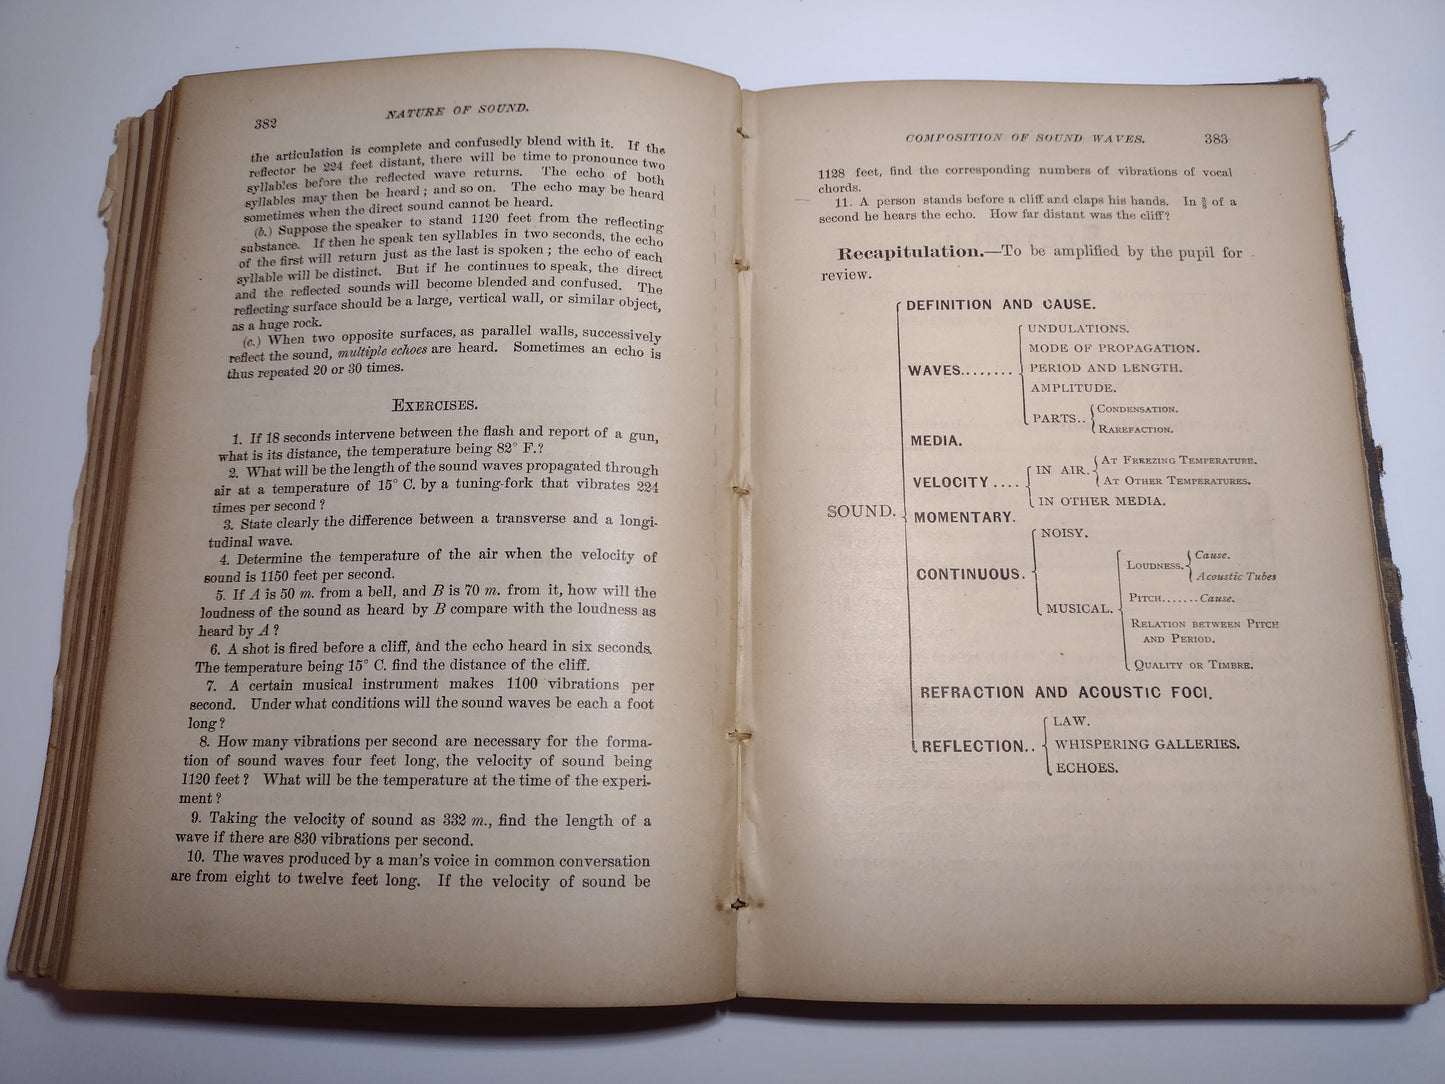 382
NATURE OF SOUND.
the articulation is complete and confusedly blend with it. If the
reflector be 224 feet distant, there will be time to pronounce two
syllables before the reflected wave returns. The echo of both
syllables may then be heard; and so on. The echo may be heard
sometimes when the direct sound cannot be heard.
(b.) Suppose the speaker to stand 1120 feet from the reflecting
substance. If then he speak ten syllables in two seconds, the echo
of the first will return just as the last is spoken; the echo of each
syllable will be distinct. But if he continues to speak, the direct
and the reflected sounds will become blended and confused. The
reflecting surface should be a large, vertical wall, or similar object,
as a huge rock.
(c.) When two opposite surfaces, as parallel walls, successively
reflect the sound, multiple echoes are heard. Sometimes an echo is
thus repeated 20 or 30 times.
EXERCISES.
1. If 18 seconds intervene between the flash and report of a gun,
what is its distance, the temperature being 82° F.?
2. What will be the length of the sound waves propagated through
air at a temperature of 15° C. by a tuning-fork that vibrates 224
times per second?
3. State clearly the difference between a transverse and a longi-
tudinal wave.
4. Determine the temperature of the air when the velocity of
sound is 1150 feet per second.
5. If A is 50 m. from a bell, and B is 70 m. from it, how will the
loudness of the sound as heard by B compare with the loudness as
heard by A?
6. A shot is fired before a cliff, and the echo heard in six seconds.
The temperature being 15° C. find the distance of the cliff.
7. A certain musical instrument makes 1100 vibrations per
second. Under what conditions will the sound waves be each a foot
long?
8. How many vibrations per second are necessary for the forma-
tion of sound waves four feet long, the velocity of sound being
1120 feet? What will be the temperature at the time of the experi-
ment?
9. Taking the velocity of sound as 332 m., find the length of a
wave if there are 830 vibrations per second.
10. The waves produced by a man's voice in common conversation
are from eight to twelve feet long. If the velocity of sound be
COMPOSITION OF SOUND WAVES. 383
1128 feet, find the corresponding numbers of vibrations of vocal
chords.
11. A person stands before a cliff and claps his hands. In of a
second he hears the echo. How far distant was the cliff?
Recapitulation.—To be amplified by the pupil for
review.
SOUND.
DEFINITION AND CAUSE.
WAVES........
UNDULATIONS.
MODE OF PROPAGATION.
PERIOD AND LENGTH.
AMPLITUDE.
PARTS..
CONDENSATION.
RAREFACTION.
MEDIA.
VELOCITY ....
IN AIR.
AT FREEZING TEMPERATURE.
AT OTHER TEMPERATURES.
IN OTHER MEDIA.
MOMENTARY.
CONTINUOUS.
NOISY.
MUSICAL.
LOUDNESS.
Cause.
Acoustic Tubes
PITCH.......Cause.
RELATION BETWEEN PITCH
AND PERIOD.
QUALITY OR TIMBRE.
REFRACTION AND ACOUSTIC FOCI.
REFLECTION..
LAW.
WHISPERING GALLERIES.
ECHOES.